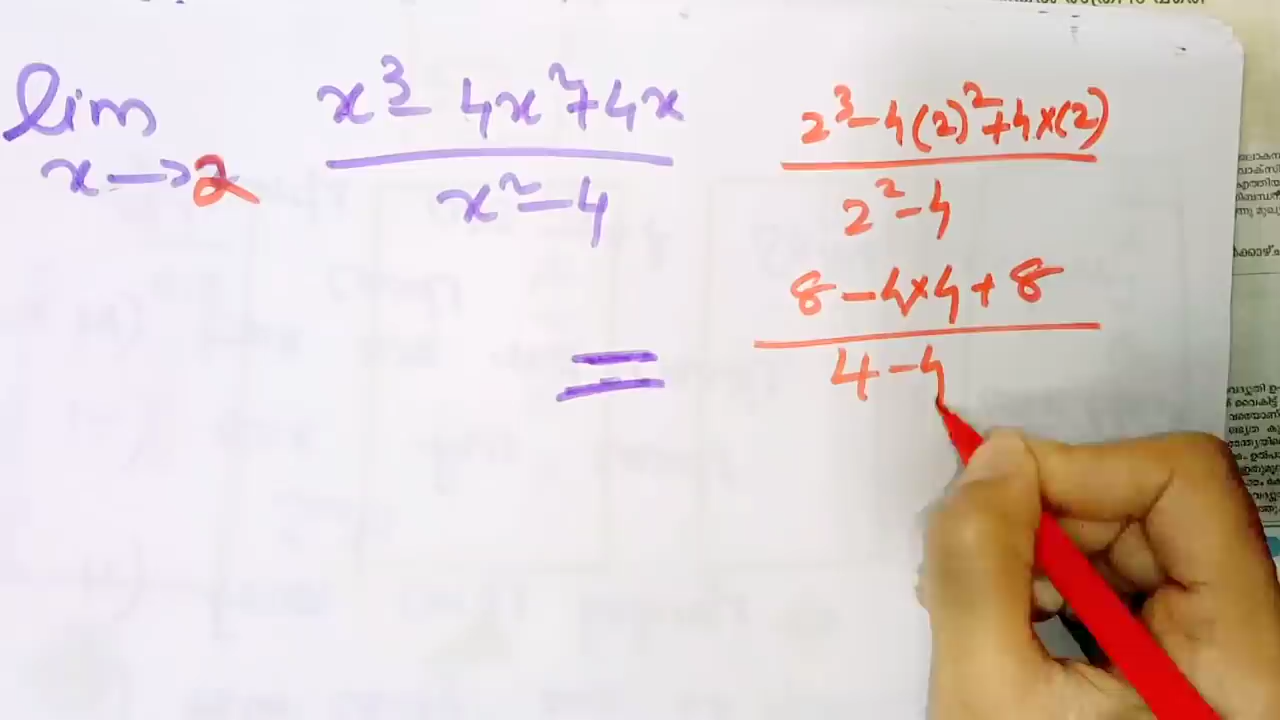 lim x→2 x³ - 4x² + 4x / x² - 4
2³ - 4(2)² + 4×(2) / 2² - 4
= 8 - 4×4 + 8 / 4 - 4